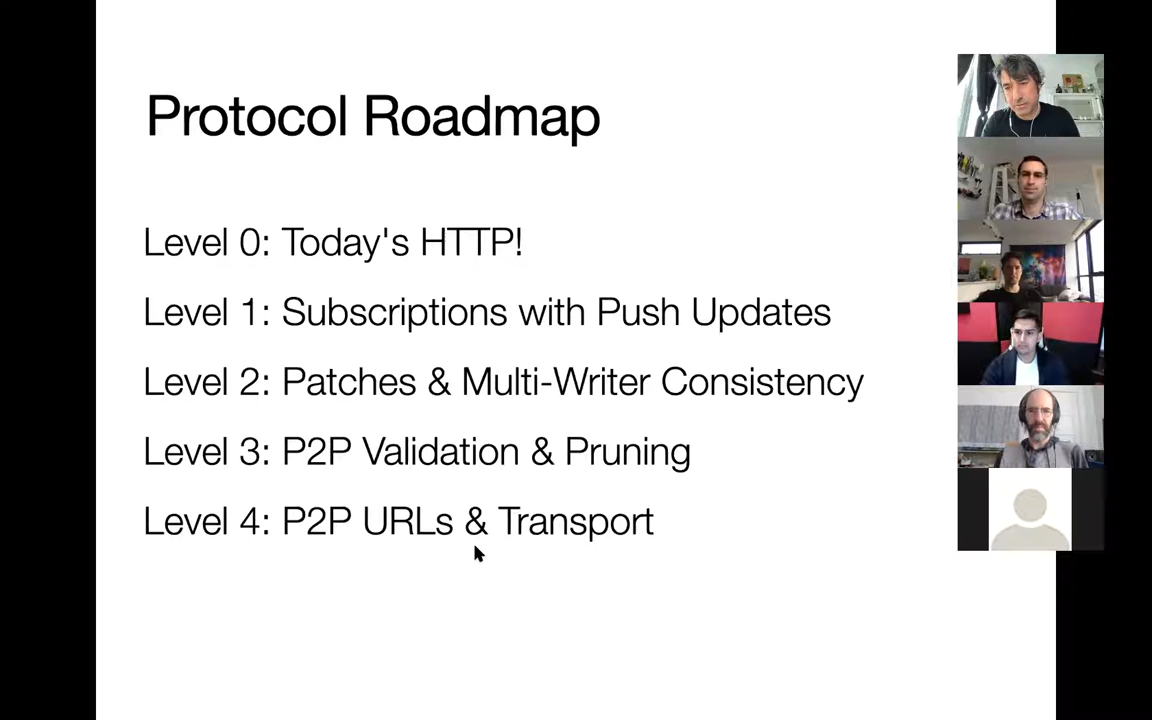 Protocol Roadmap
Level 0: Today's HTTP!
Level 1: Subscriptions with Push Updates
Level 2: Patches & Multi-Writer Consistency
Level 3: P2P Validation & Pruning
Level 4: P2P URLs & Transport